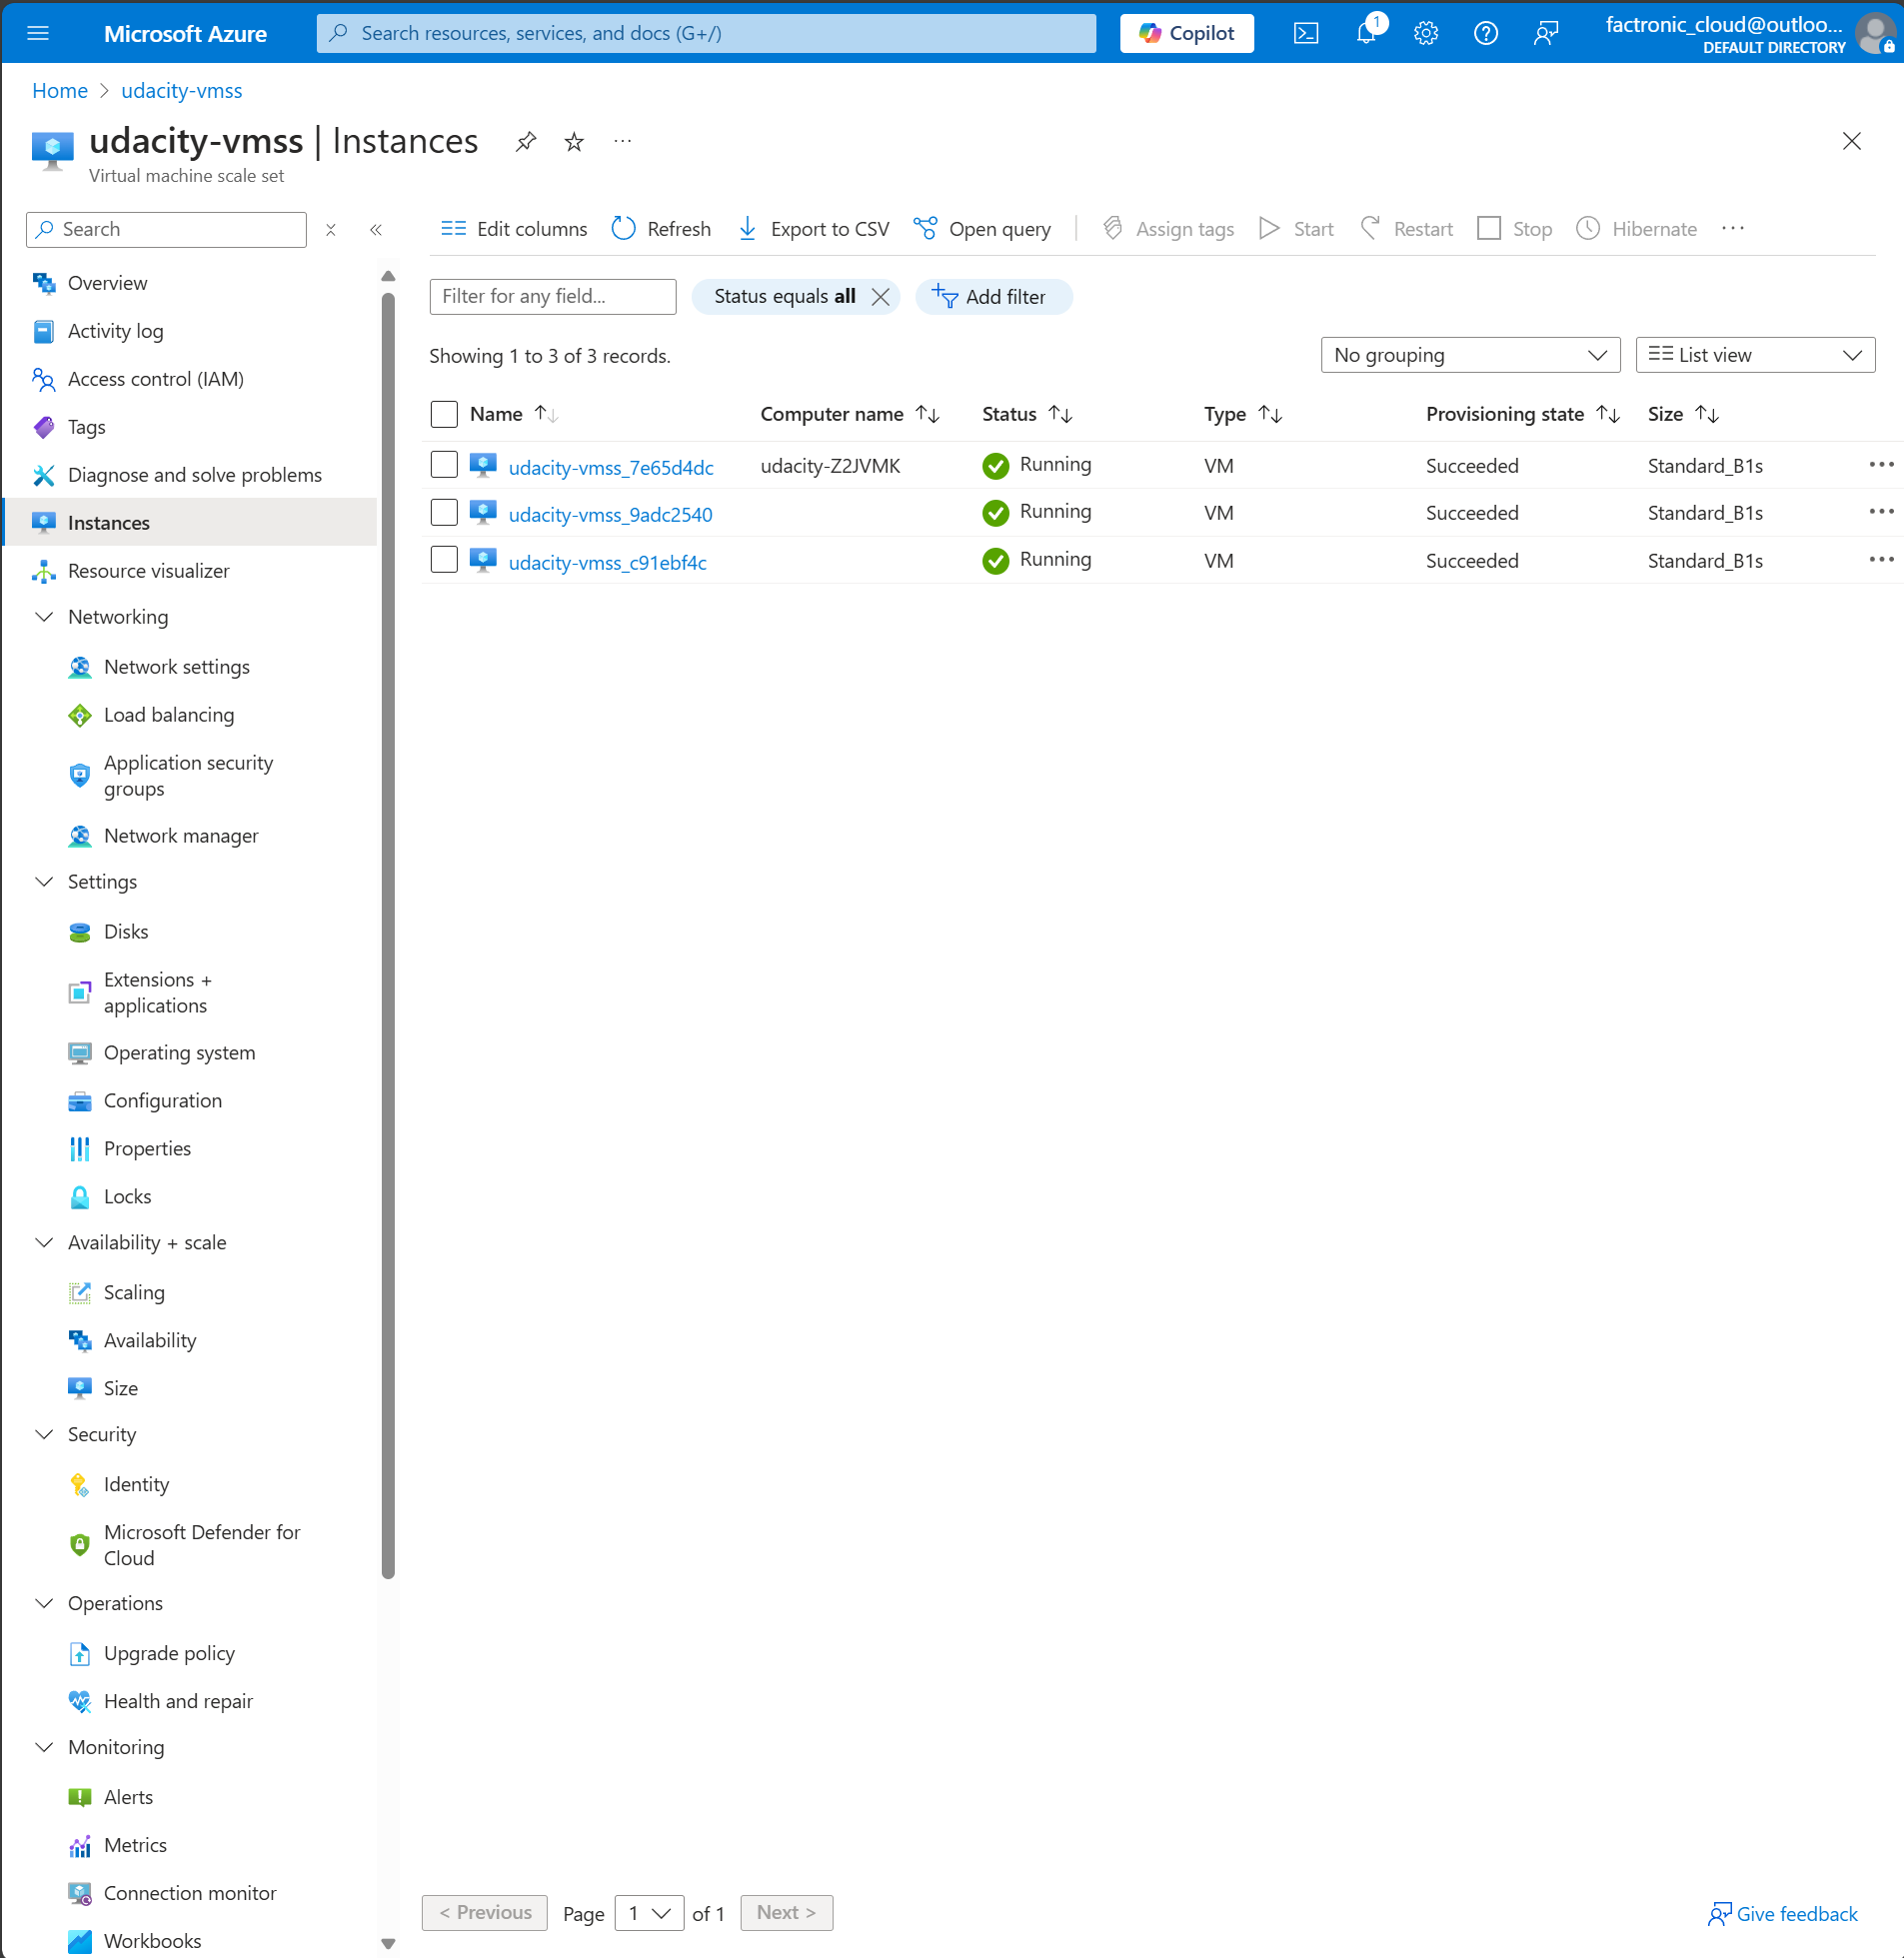 Microsoft Azure
Search resources, services, and docs (G+/)
Copilot
1
factronic_cloud@outloo...
DEFAULT DIRECTORY
Home > udacity-vmss
udacity-vmss | Instances
Virtual machine scale set
Search
Overview
Activity log
Access control (IAM)
Tags
Diagnose and solve problems
Instances
Resource visualizer
Networking
Network settings
Load balancing
Application security
groups
Network manager
Settings
Disks
Extensions +
applications
Operating system
Configuration
Properties
Locks
Availability + scale
Scaling
Availability
Size
Security
Identity
Microsoft Defender for
Cloud
Operations
Upgrade policy
Health and repair
Monitoring
Alerts
Metrics
Connection monitor
Workbooks
Edit columns Refresh Export to CSV Open query Assign tags Start Restart Stop Hibernate
Filter for any field... Status equals all Add filter
Showing 1 to 3 of 3 records. No grouping List view
Name Computer name Status Type Provisioning state Size
udacity-vmss_7e65d4dc udacity-Z2JVMK Running VM Succeeded Standard_B1s
udacity-vmss_9adc2540 Running VM Succeeded Standard_B1s
udacity-vmss_c91ebf4c Running VM Succeeded Standard_B1s
< Previous Page 1 of 1 Next >
Give feedback